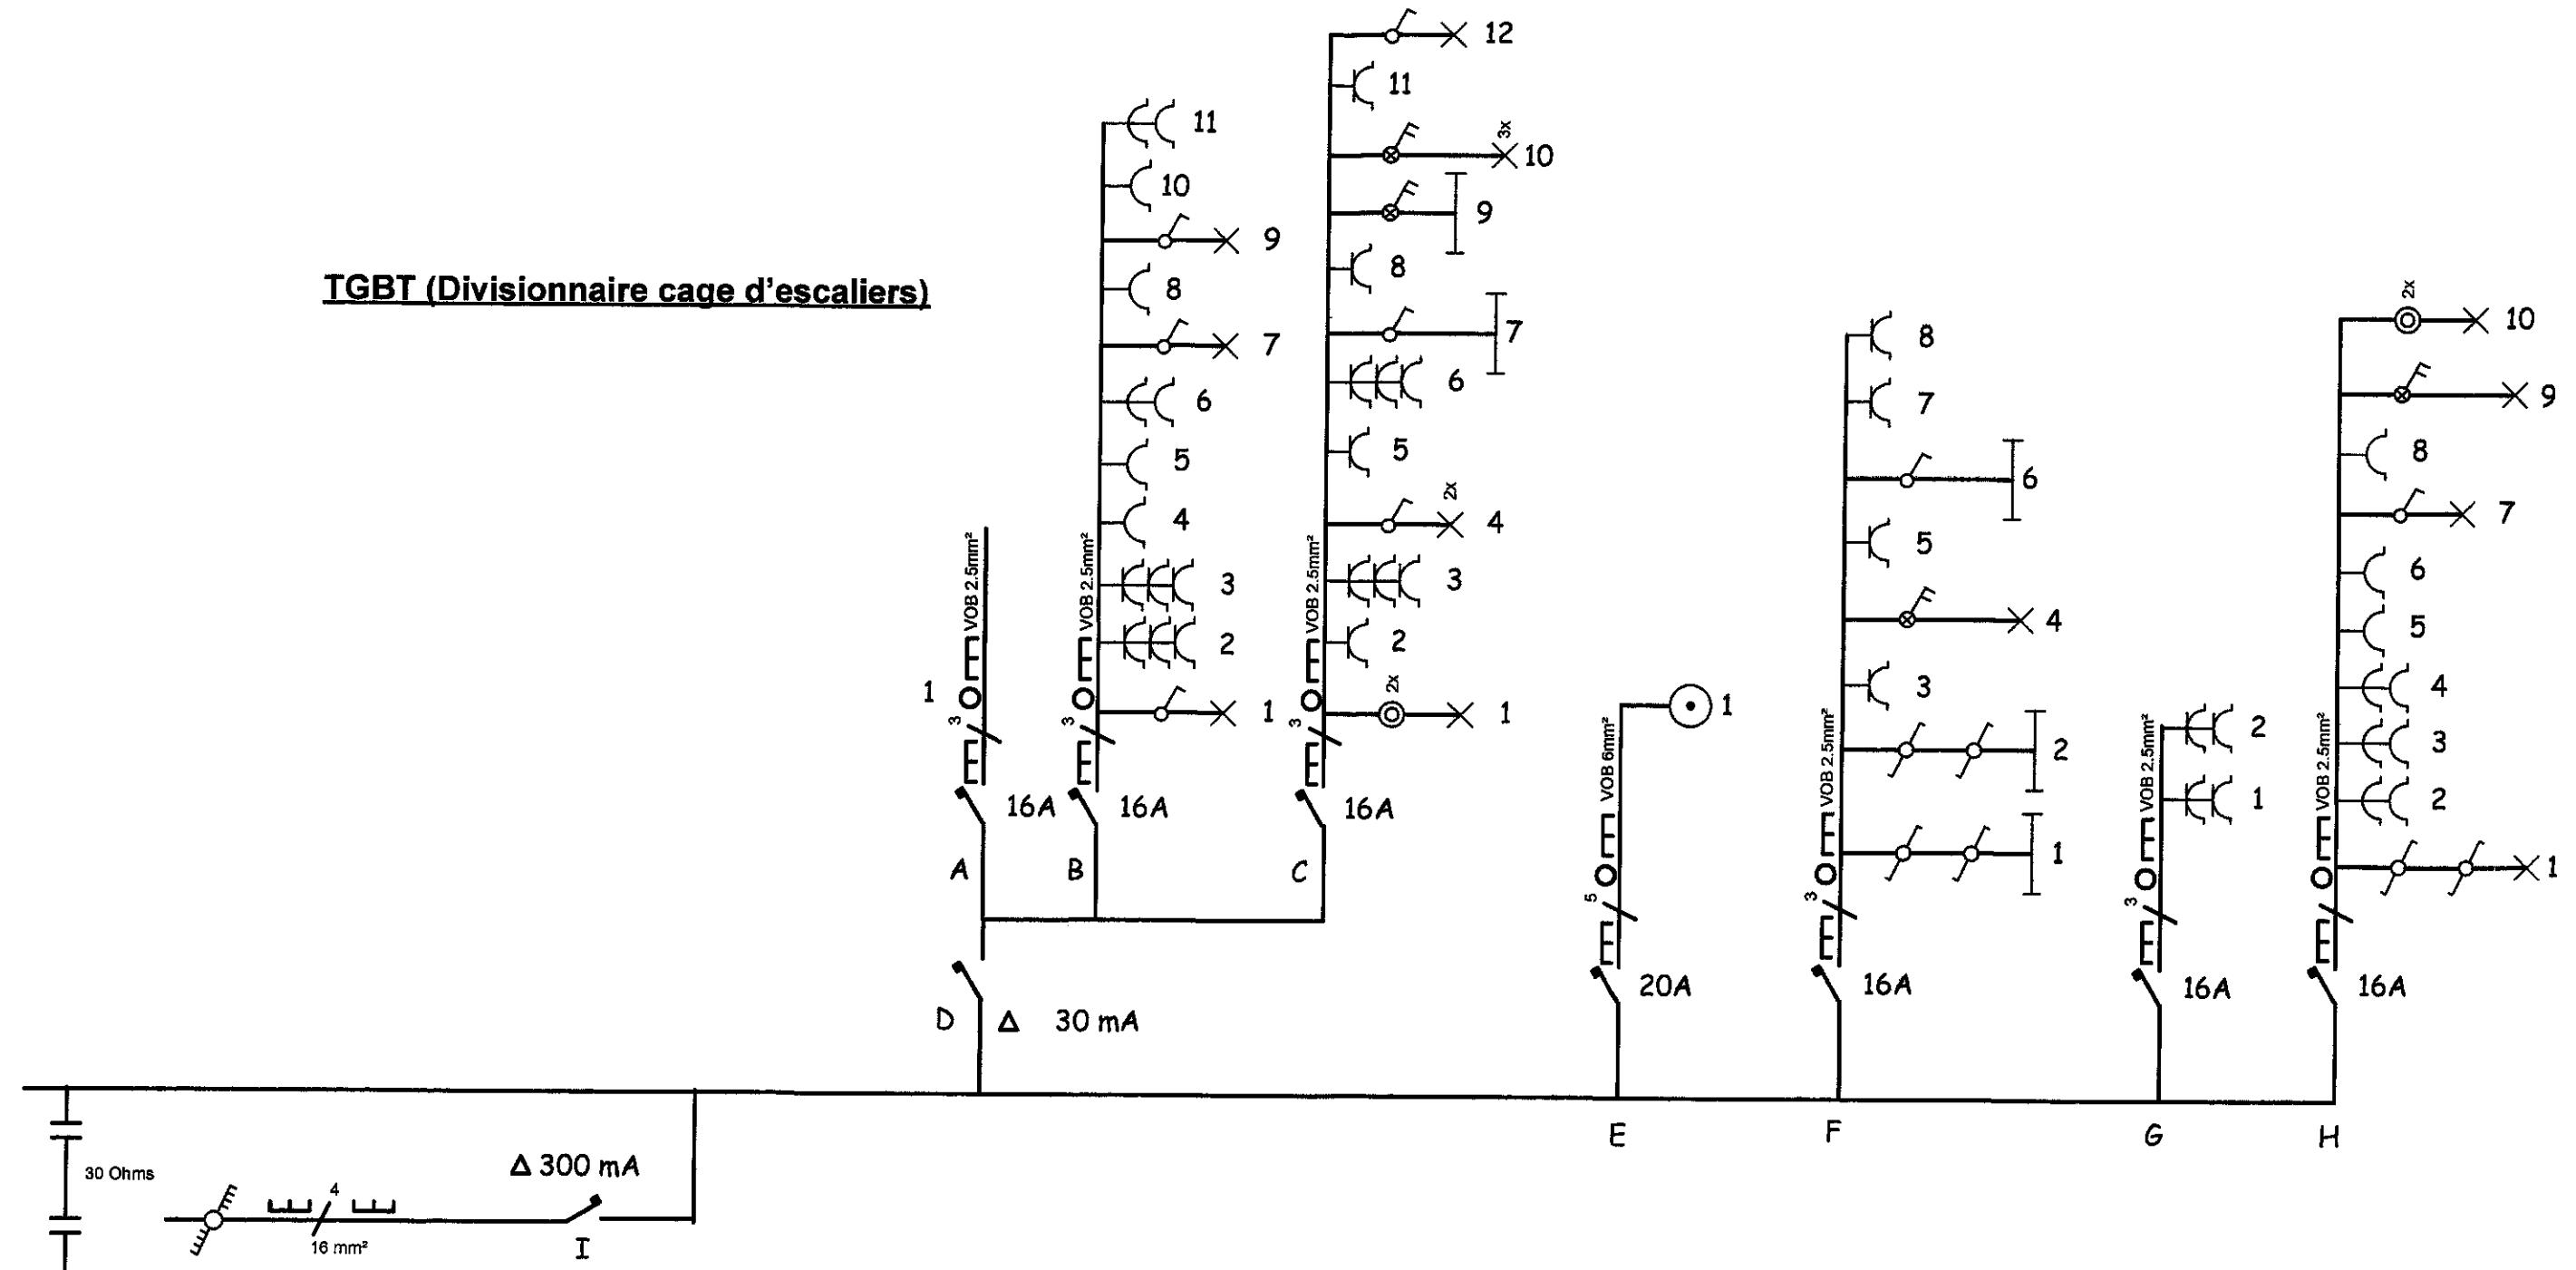 12
11
11
3x
10
10
9
9
8
TGBT (Divisionnaire cage d'escaliers)
8
2x
10
7
7
8
6
6
7
9
5
5
6
8
4
2x
4
5
7
3
3
6
2
2
4
5
VOB 2.5mm²
VOB 2.5mm²
VOB 2.5mm²
3
4
1
3
3
1
3
2x
1
VOB 6mm²
1
VOB 2.5mm²
2
VOB 2.5mm²
2
VOB 2.5mm²
3
16A
16A
16A
1
1
2
A
B
C
5
3
3
1
20A
16A
16A
16A
D
Δ 30 mA
E
F
G
H
30 Ohms
Δ 300 mA
4
16 mm²
I